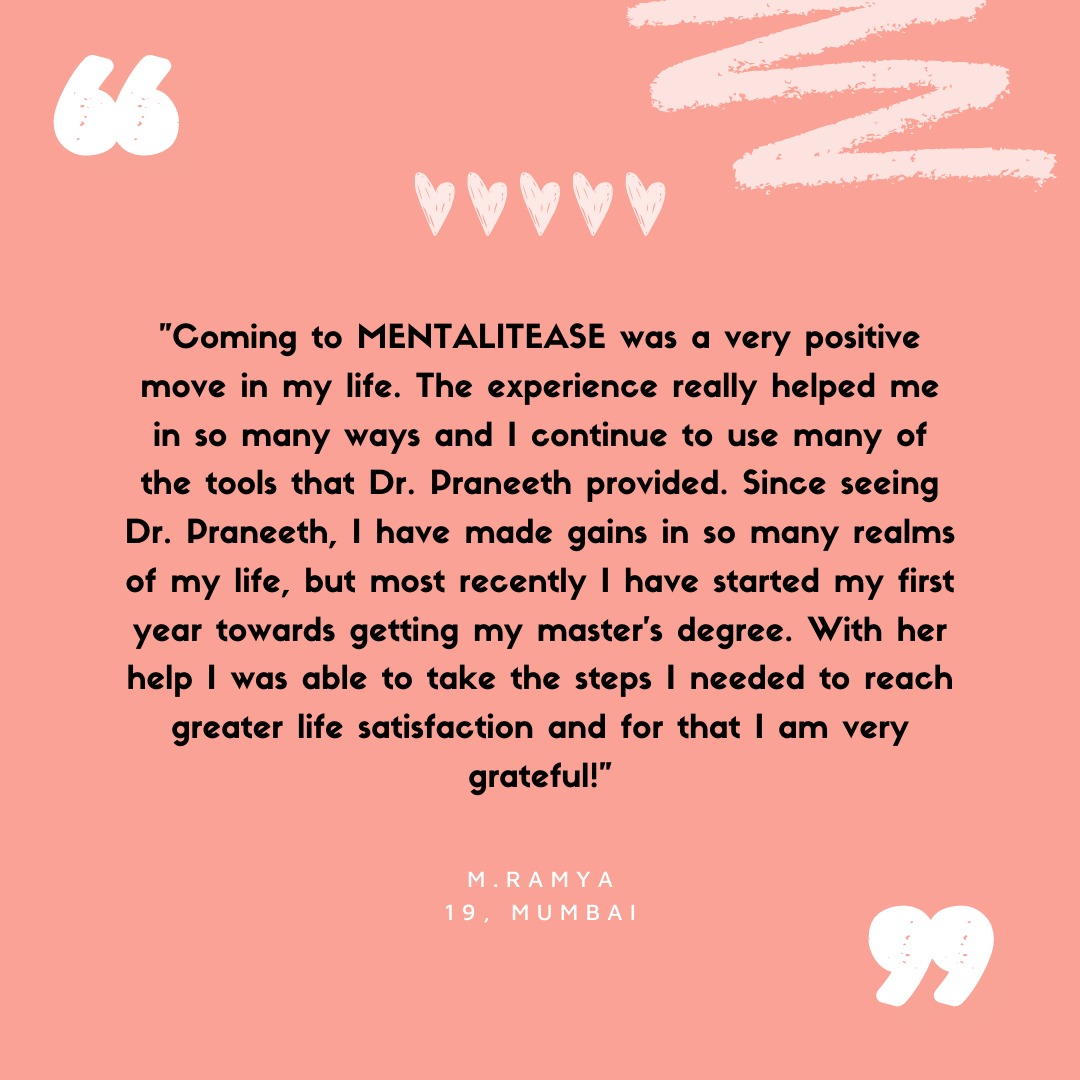 "Coming to MENTALITEASE was a very positive
move in my life. The experience really helped me
in so many ways and I continue to use many of
the tools that Dr. Praneeth provided. Since seeing
Dr. Praneeth, I have made gains in so many realms
of my life, but most recently I have started my first
year towards getting my master's degree. With her
help I was able to take the steps I needed to reach
greater life satisfaction and for that I am very
grateful!"
M.RAMYA
19, MUMBAI